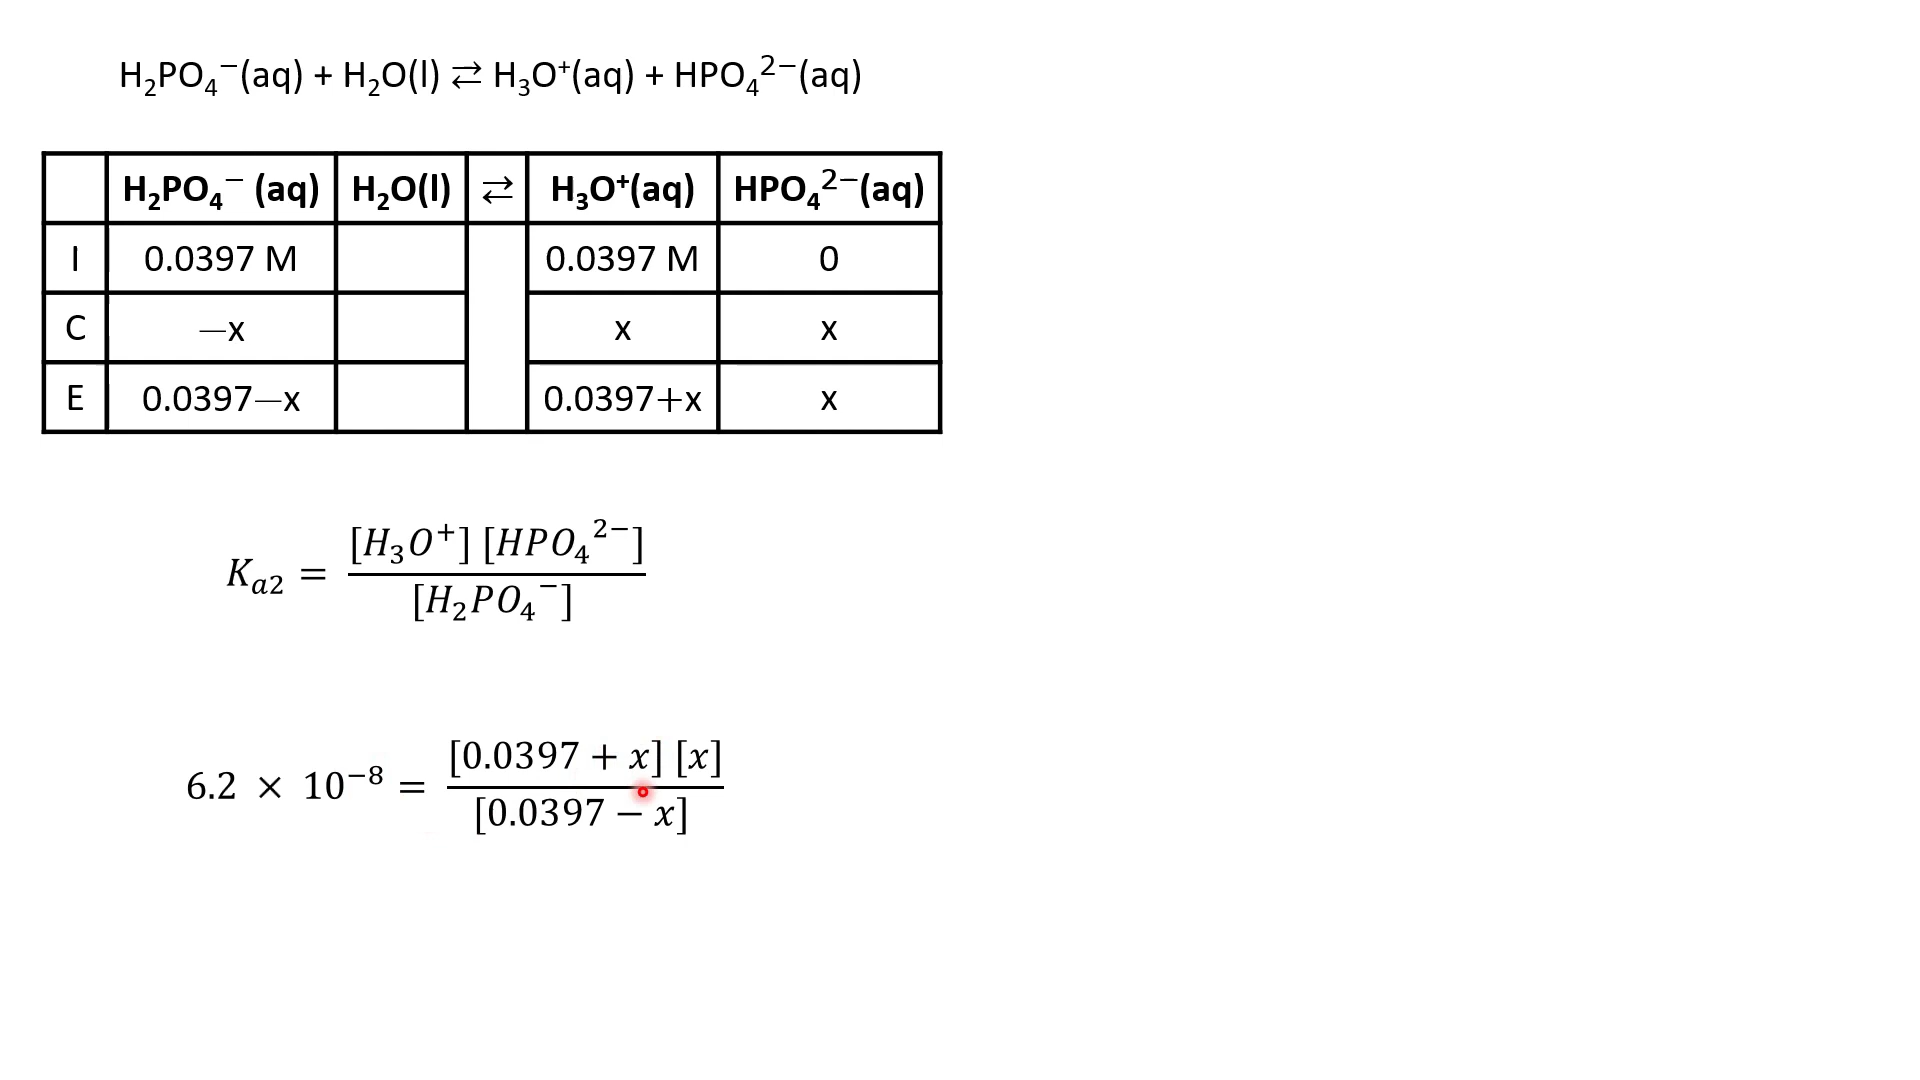 H₂PO₄⁻(aq) + H₂O(l) ⇄ H₃O⁺(aq) + HPO₄²⁻(aq)
H₂PO₄⁻ (aq) H₂O(l) ⇄ H₃O⁺(aq) HPO₄²⁻(aq)
I 0.0397 M 0.0397 M 0
C —x x x
E 0.0397—x 0.0397+x x
Kₐ₂ = [H₃O⁺] [HPO₄²⁻] / [H₂PO₄⁻]
6.2 × 10⁻⁸ = [0.0397 + x] [x] / [0.0397 − x]